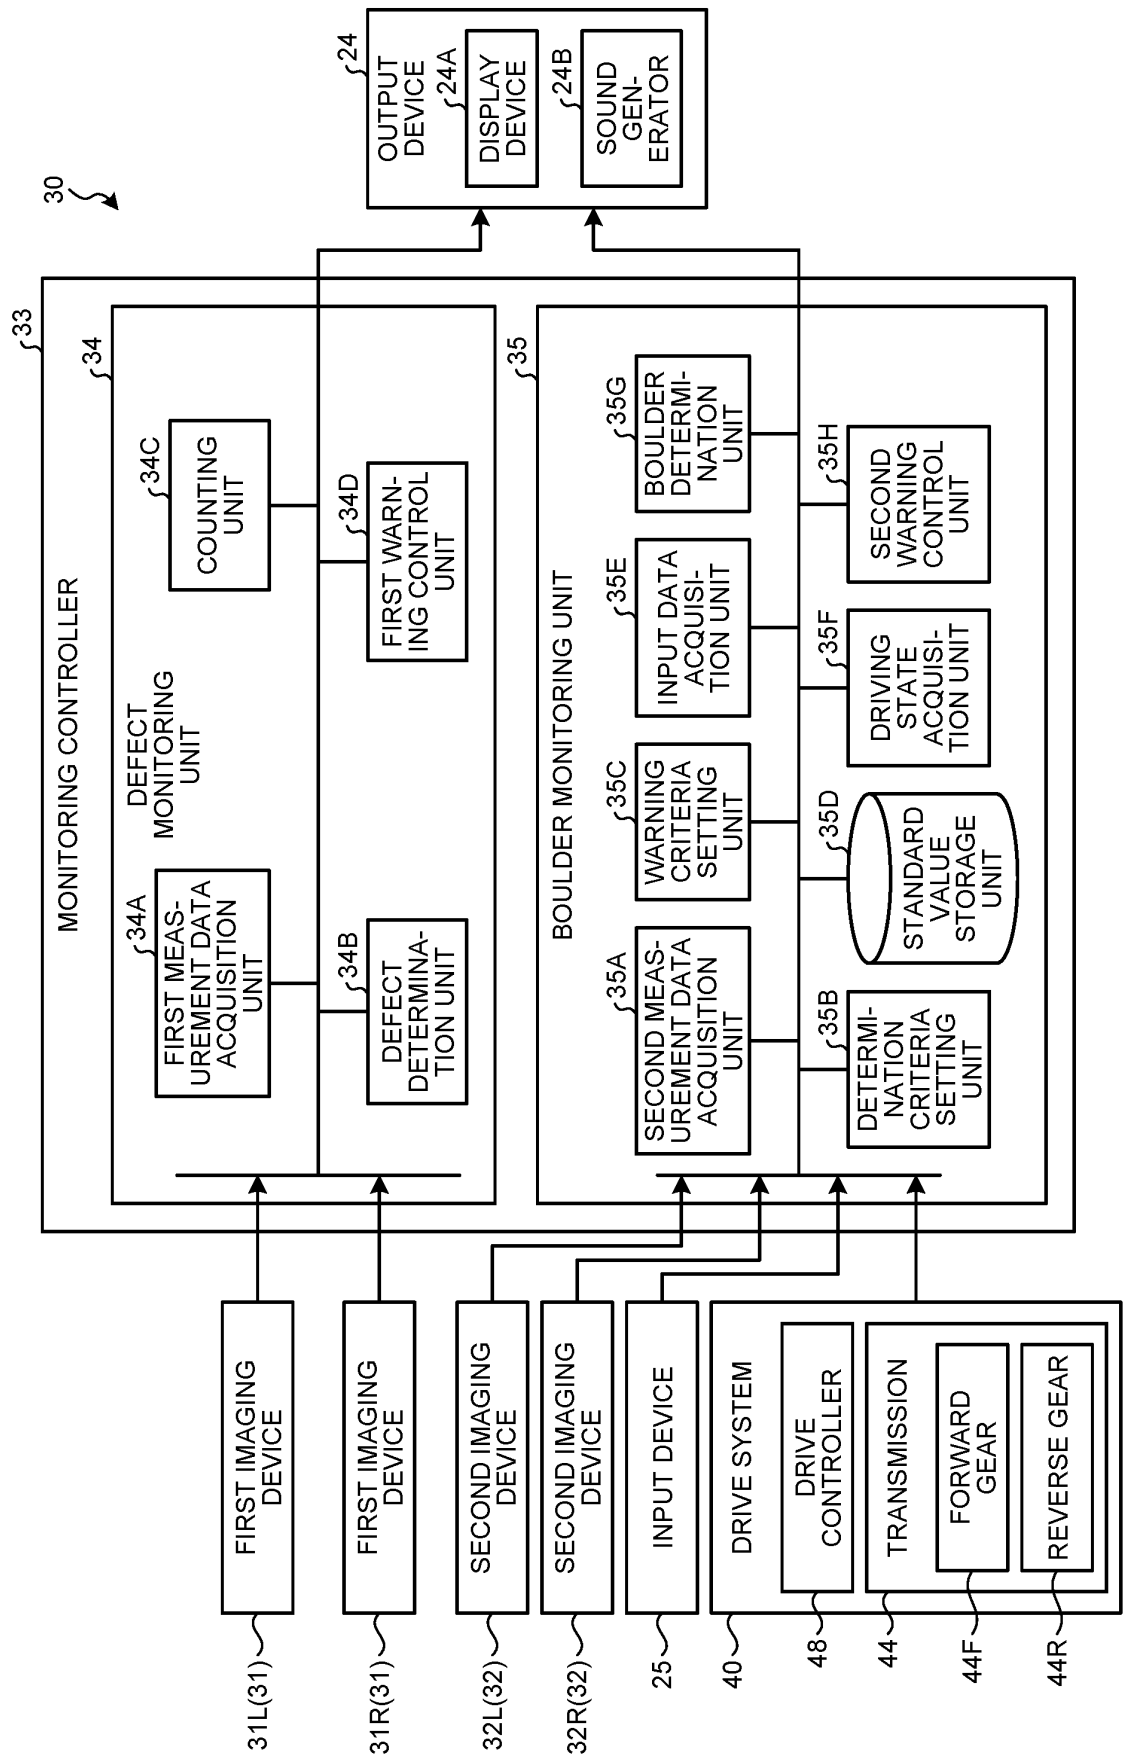 30
33
MONITORING CONTROLLER
34
DEFECT
MONITORING
UNIT
34A
FIRST MEAS-
UREMENT DATA
ACQUISITION
UNIT
34C
COUNTING
UNIT
34B
DEFECT
DETERMINA-
TION UNIT
34D
FIRST WARN-
ING CONTROL
UNIT
35
BOULDER MONITORING UNIT
35A
SECOND MEAS-
UREMENT DATA
ACQUISITION
UNIT
35C
WARNING
CRITERIA
SETTING
UNIT
35E
INPUT DATA
ACQUISI-
TION UNIT
35G
BOULDER
DETERMI-
NATION
UNIT
35B
DETERMI-
NATION
CRITERIA
SETTING
UNIT
35D
STANDARD
VALUE
STORAGE
UNIT
35F
DRIVING
STATE
ACQUISI-
TION UNIT
35H
SECOND
WARNING
CONTROL
UNIT
24
OUTPUT
DEVICE
24A
DISPLAY
DEVICE
24B
SOUND
GEN-
ERATOR
31L(31)
FIRST IMAGING
DEVICE
31R(31)
FIRST IMAGING
DEVICE
32L(32)
SECOND IMAGING
DEVICE
32R(32)
SECOND IMAGING
DEVICE
25
INPUT DEVICE
40
DRIVE SYSTEM
48
DRIVE
CONTROLLER
44
TRANSMISSION
44F
FORWARD
GEAR
44R
REVERSE GEAR